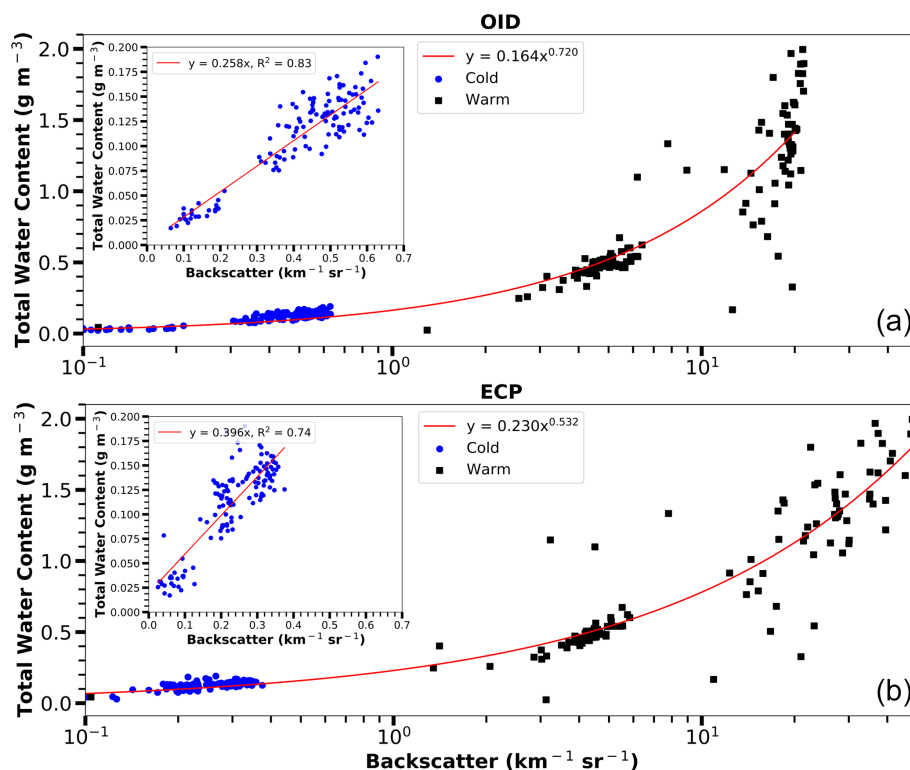 OID
Total Water Content (g m⁻³)
2.0
1.5
1.0
0.5
0.0
0.200
0.175
0.150
0.125
0.100
0.075
0.050
0.025
0.000
Total Water Content (g m⁻³)
y = 0.258x, R² = 0.83
0.0 0.1 0.2 0.3 0.4 0.5 0.6 0.7
Backscatter (km⁻¹ sr⁻¹)
y = 0.164x^0.720
Cold
Warm
(a)
10⁻¹ 10⁰ 10¹
ECP
Total Water Content (g m⁻³)
2.0
1.5
1.0
0.5
0.0
0.200
0.175
0.150
0.125
0.100
0.075
0.050
0.025
0.000
Total Water Content (g m⁻³)
y = 0.396x, R² = 0.74
0.0 0.1 0.2 0.3 0.4 0.5 0.6 0.7
Backscatter (km⁻¹ sr⁻¹)
y = 0.230x^0.532
Cold
Warm
(b)
10⁻¹ 10⁰ 10¹
Backscatter (km⁻¹ sr⁻¹)